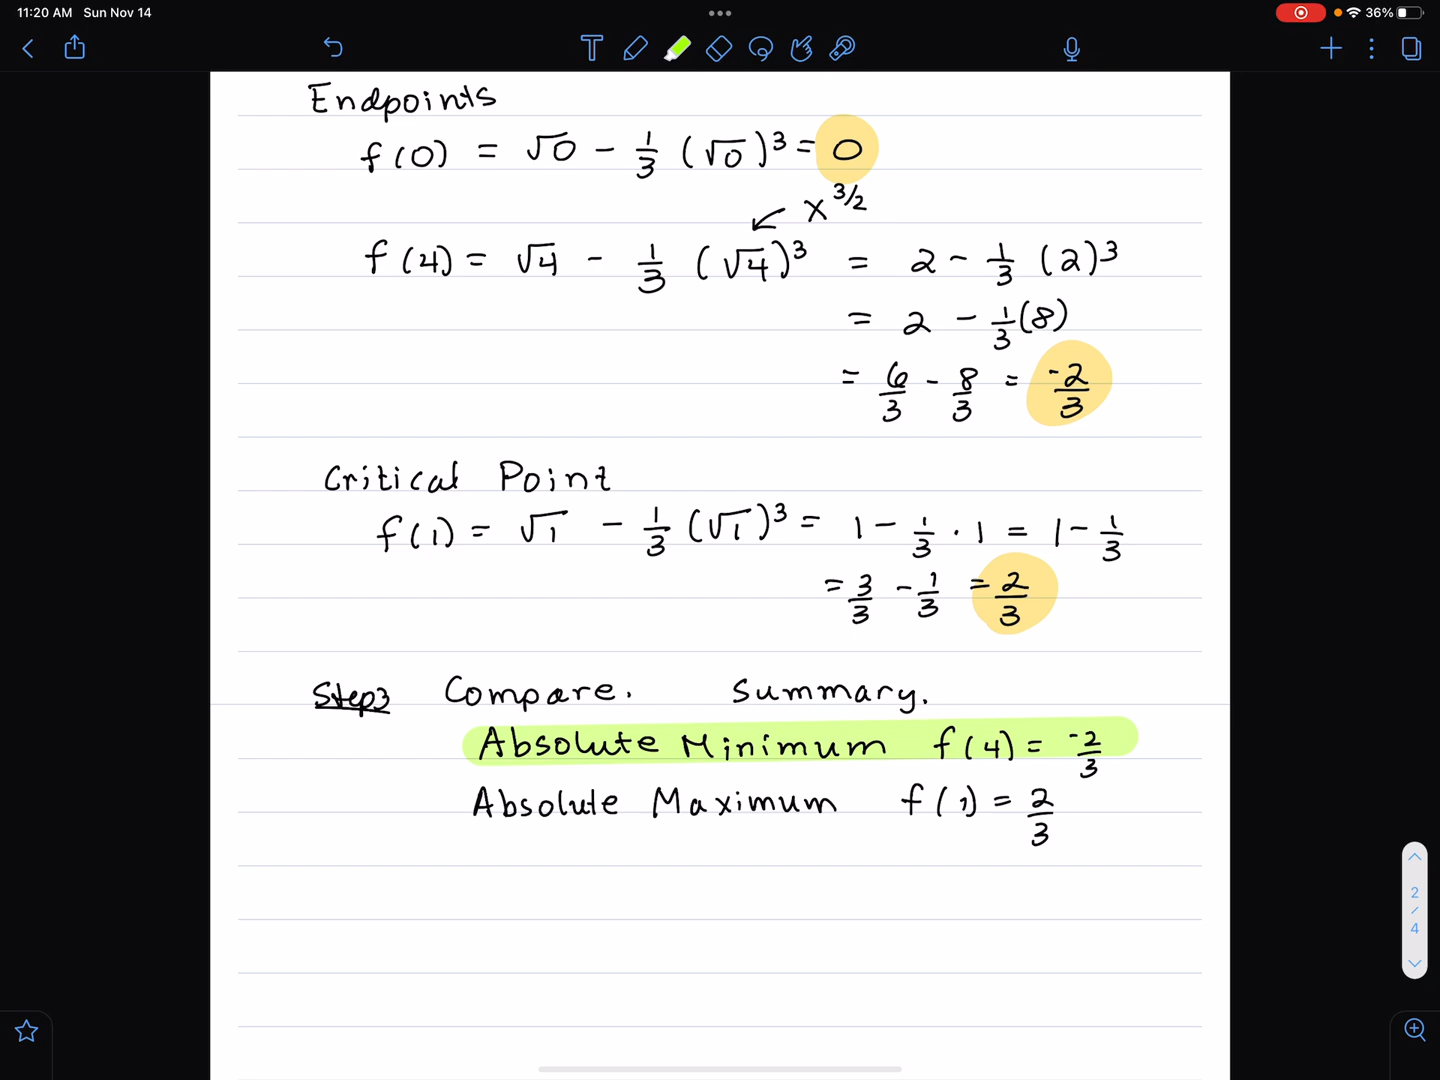 11:20 AM Sun Nov 14
36%
T
Endpoints
f(0) = √0 - 1/3 (√0)³ = 0
x^3/2
f(4) = √4 - 1/3 (√4)³ = 2 - 1/3 (2)³
= 2 - 1/3(8)
= 6/3 - 8/3 = -2/3
Critical Point
f(1) = √1 - 1/3 (√1)³ = 1 - 1/3 · 1 = 1 - 1/3
= 3/3 - 1/3 = 2/3
Step3 Compare. Summary.
Absolute Minimum f(4) = -2/3
Absolute Maximum f(1) = 2/3
2
/
4